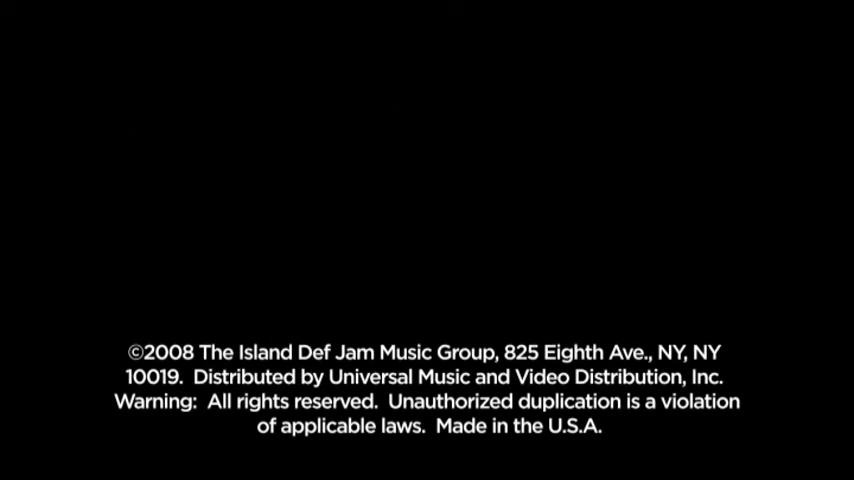 ©2008 The Island Def Jam Music Group, 825 Eighth Ave., NY, NY
10019.  Distributed by Universal Music and Video Distribution, Inc.
Warning:  All rights reserved.  Unauthorized duplication is a violation
of applicable laws.  Made in the U.S.A.